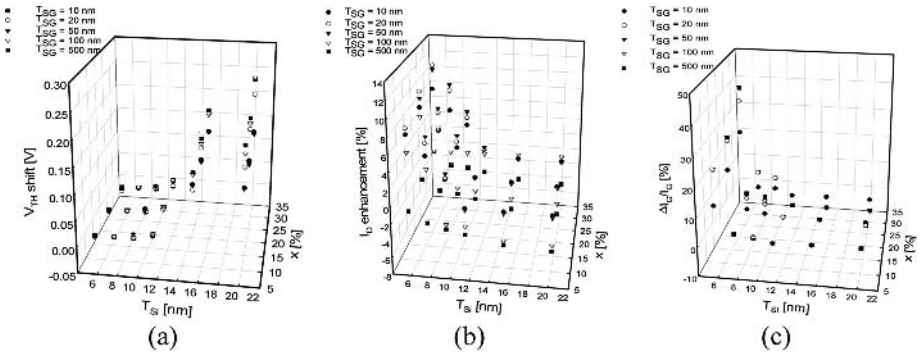 T_SG = 10 nm
T_SG = 20 nm
T_SG = 50 nm
T_SG = 100 nm
T_SG = 500 nm
V_TH shift [V]
0.30
0.25
0.20
0.15
0.10
0.05
0.00
-0.05
6 8 10 12 14 16 18 20 22
T_Si [nm]
5 10 15 20 25 30 35
x [%]
(a)
T_SG = 10 nm
T_SG = 20 nm
T_SG = 50 nm
T_SG = 100 nm
T_SG = 500 nm
I_D enhancement [%]
14
12
10
8
6
4
2
0
-2
-4
-6
-8
6 8 10 12 14 16 18 20 22
T_Si [nm]
5 10 15 20 25 30 35
x [%]
(b)
T_SG = 10 nm
T_SG = 20 nm
T_SG = 50 nm
T_SG = 100 nm
T_SG = 500 nm
ΔI_G/I_G [%]
50
40
30
20
10
0
-10
6 8 10 12 14 16 18 20 22
T_Si [nm]
5 10 15 20 25 30 35
x [%]
(c)